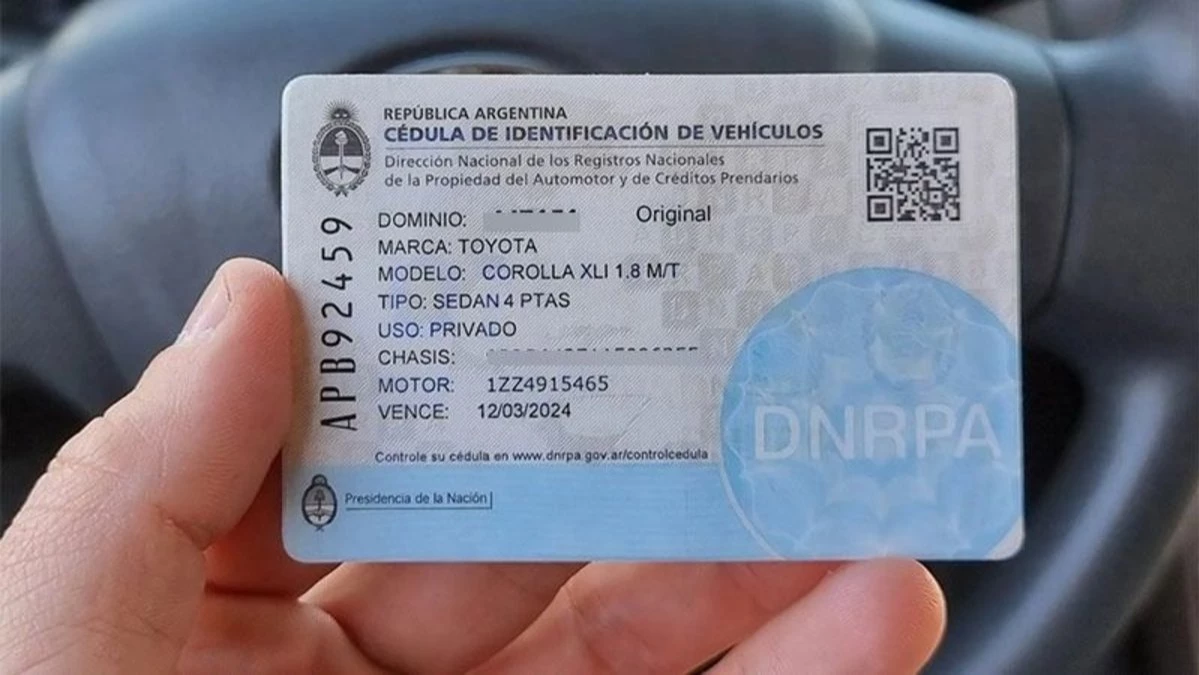 REPÚBLICA ARGENTINA
CÉDULA DE IDENTIFICACIÓN DE VEHÍCULOS
Dirección Nacional de los Registros Nacionales
de la Propiedad del Automotor y de Créditos Prendarios
DOMINIO: Original
MARCA: TOYOTA
MODELO: COROLLA XLI 1.8 M/T
TIPO: SEDAN 4 PTAS
USO: PRIVADO
CHASIS:
MOTOR: 1ZZ4915465
VENCE: 12/03/2024
Controle su cédula en www.dnrpa.gov.ar/controlcedula
APB92459
DNRPA
Presidencia de la Nación